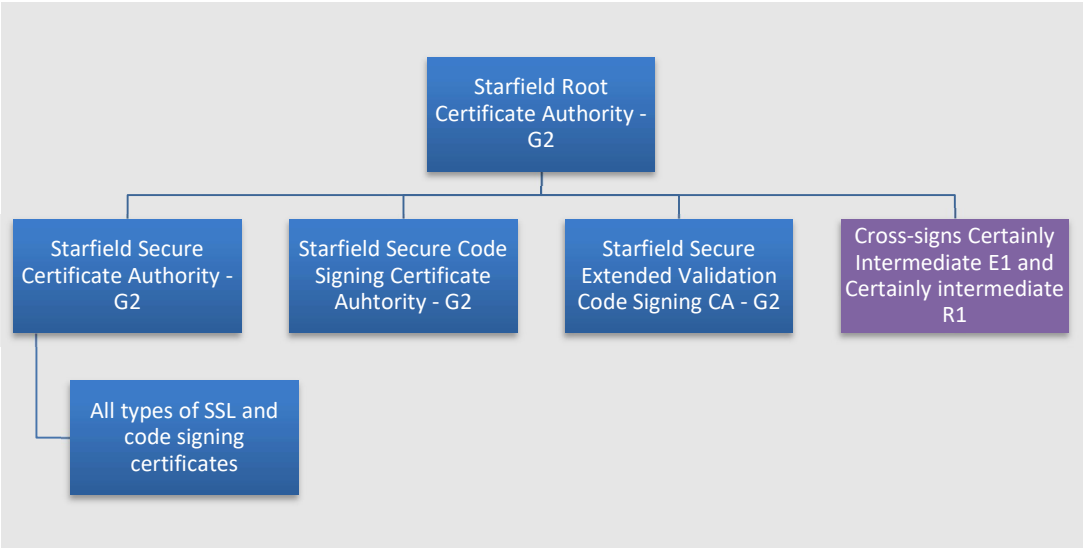 Starfield Root
Certificate Authority -
G2
Starfield Secure
Certificate Authority -
G2
Starfield Secure Code
Signing Certificate
Auhtority - G2
Starfield Secure
Extended Validation
Code Signing CA - G2
Cross-signs Certainly
Intermediate E1 and
Certainly intermediate
R1
All types of SSL and
code signing
certificates